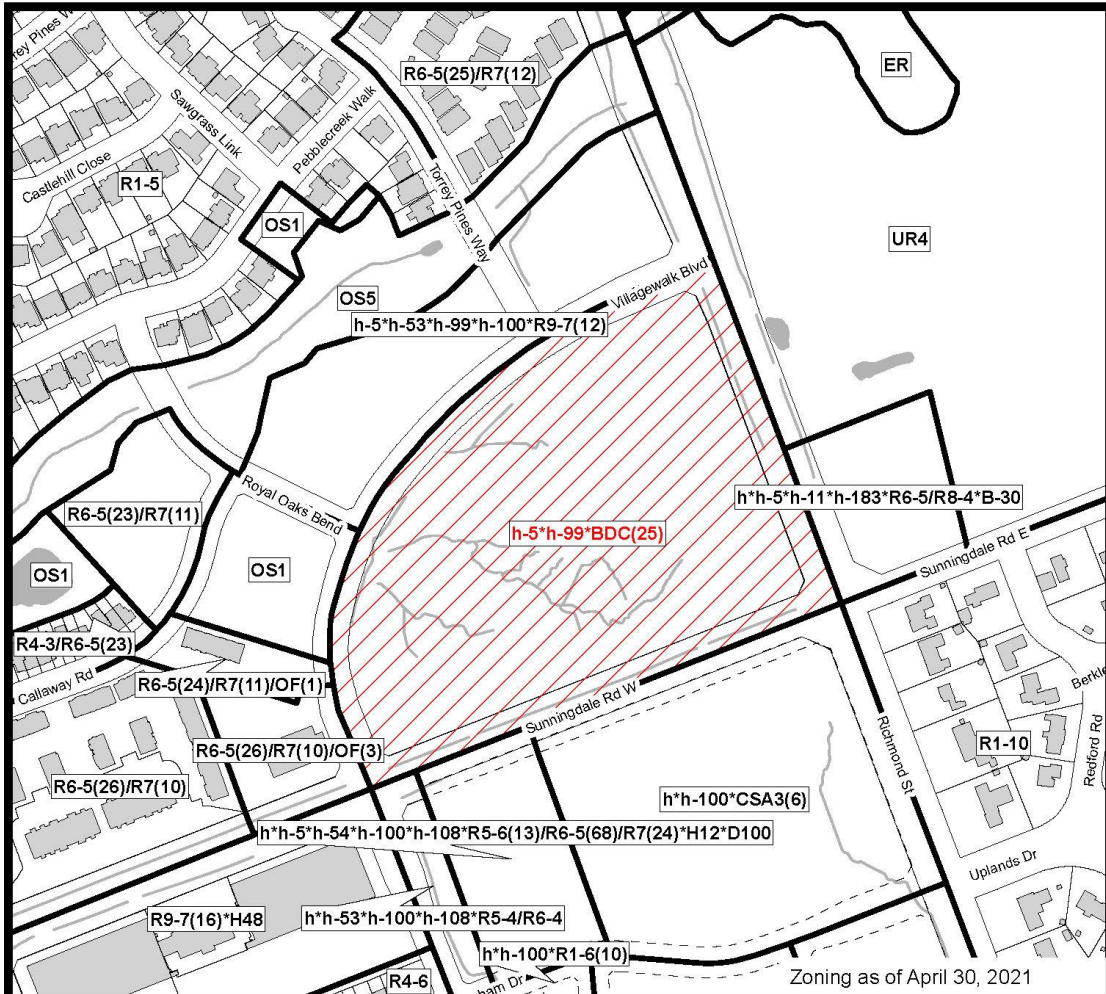 rrey Pines W
R6-5(25)/R7(12)
ER
Sawgrass Link
Pebblecreek Walk
Castlehill Close
R1-5
Torrey Pines Way
OS1
UR4
OS5
Villagewalk Blvd
h-5*h-53*h-99*h-100*R9-7(12)
Royal Oaks Bend
R6-5(23)/R7(11)
h*h-5*h-11*h-183*R6-5/R8-4*B-30
h-5*h-99*BDC(25)
OS1
Sunningdale Rd E
OS1
R4-3/R6-5(23)
Callaway Rd
R6-5(24)/R7(11)/OF(1)
Berkle
Sunningdale Rd W
Redford Rd
Richmond St
R1-10
R6-5(26)/R7(10)/OF(3)
R6-5(26)/R7(10)
h*h-100*CSA3(6)
h*h-5*h-54*h-100*h-108*R5-6(13)/R6-5(68)/R7(24)*H12*D100
Uplands Dr
R9-7(16)*H48
h*h-53*h-100*h-108*R5-4/R6-4
h*h-100*R1-6(10)
R4-6
ham Dr
Zoning as of April 30, 2021